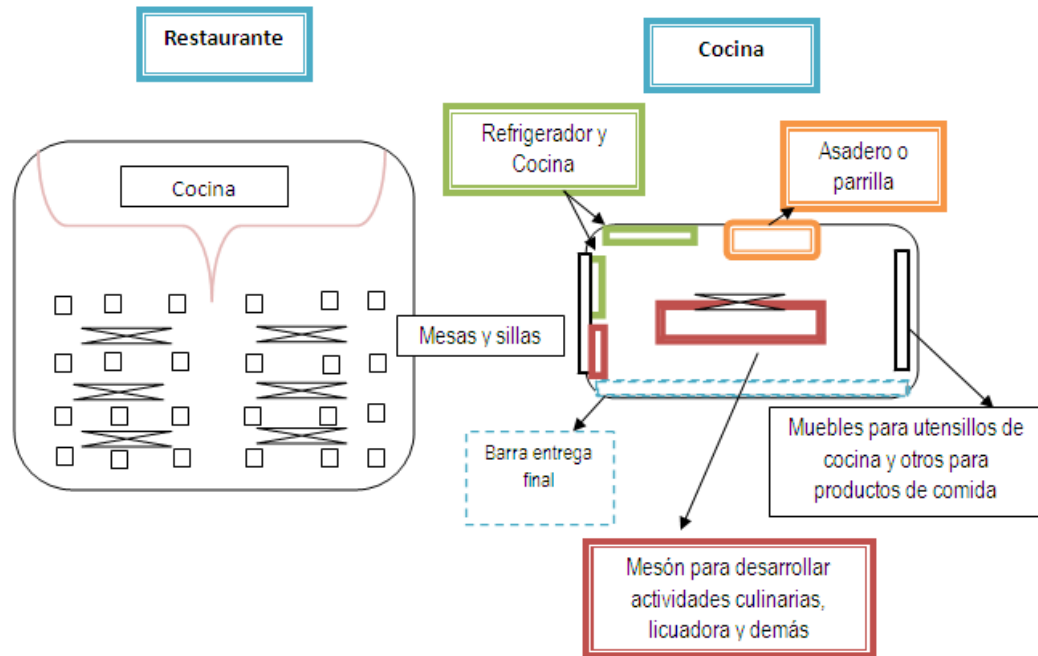 Restaurante
Cocina
Cocina
Mesas y sillas
Refrigerador y
Cocina
Asadero o
parrilla
Barra entrega
final
Muebles para utensillos de
cocina y otros para
productos de comida
Mesón para desarrollar
actividades culinarias,
licuadora y demás